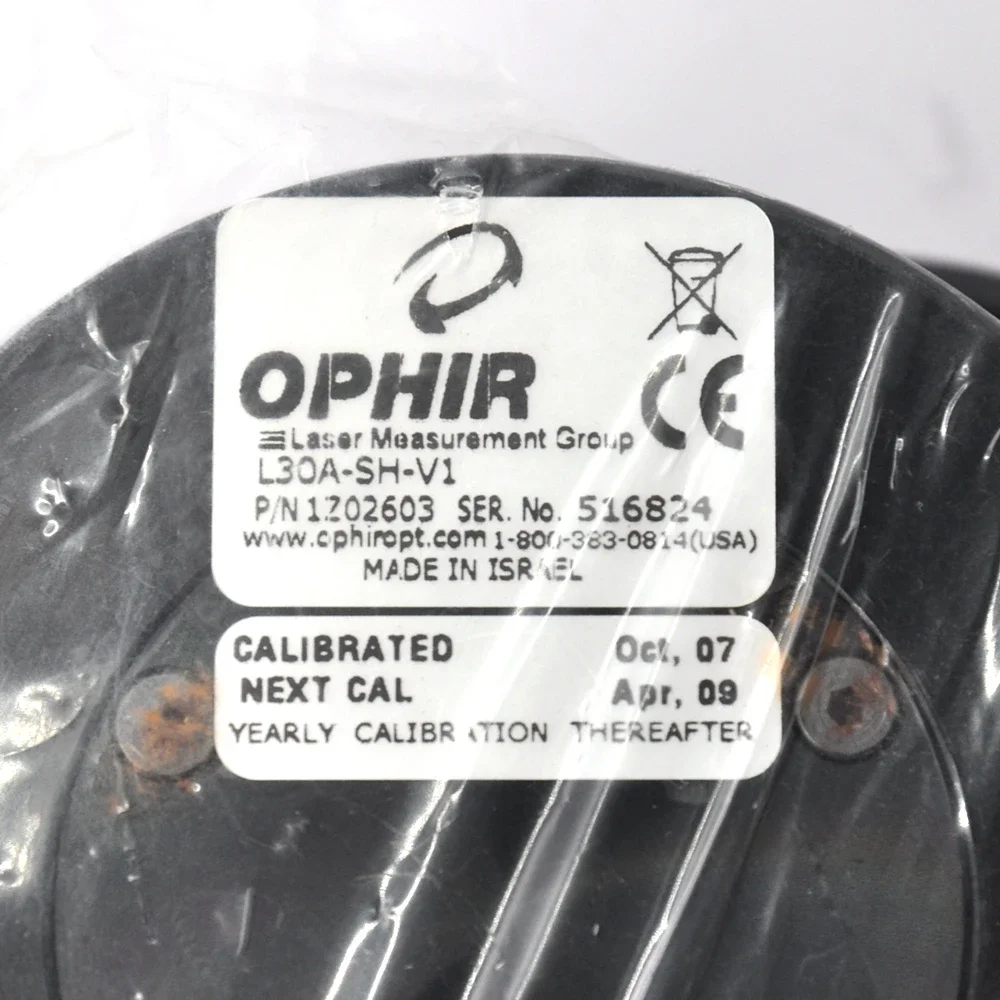 OPHIR
Laser Measurement Group
L30A-SH-V1
P/N 1Z02603 SER. No. 516824
www.ophiropt.com 1-800-383-0814(USA)
MADE IN ISRAEL
CE
CALIBRATED Oct, 07
NEXT CAL Apr, 09
YEARLY CALIBRATION THEREAFTER